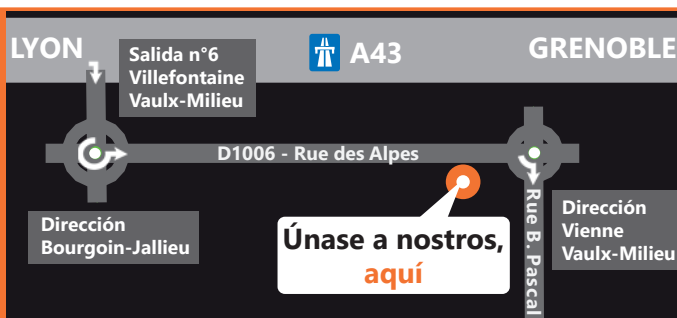 LYON
Salida n°6
Villefontaine
Vaulx-Milieu
A43
GRENOBLE
D1006 - Rue des Alpes
Dirección
Bourgoin-Jallieu
Únase a nostros,
aquí
Rue B. Pascal
Dirección
Vienne
Vaulx-Milieu